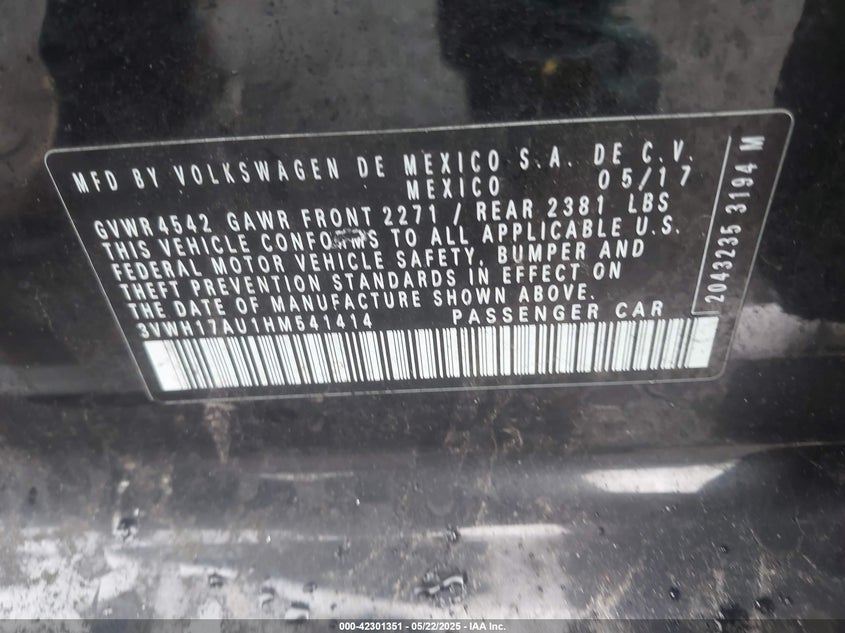 MFD BY VOLKSWAGEN DE MEXICO S.A. DE C.V.
MEXICO 05/17
GVWR 4542 GAWR FRONT 2271 / REAR 2381 LBS
THIS VEHICLE CONFORMS TO ALL APPLICABLE U.S.
FEDERAL MOTOR VEHICLE SAFETY, BUMPER AND
THEFT PREVENTION STANDARDS IN EFFECT ON
THE DATE OF MANUFACTURE SHOWN ABOVE.
3VWH17AU1HM541414 PASSENGER CAR
2043235 3194 M
000-42301351 - 05/22/2025 - IAA Inc.